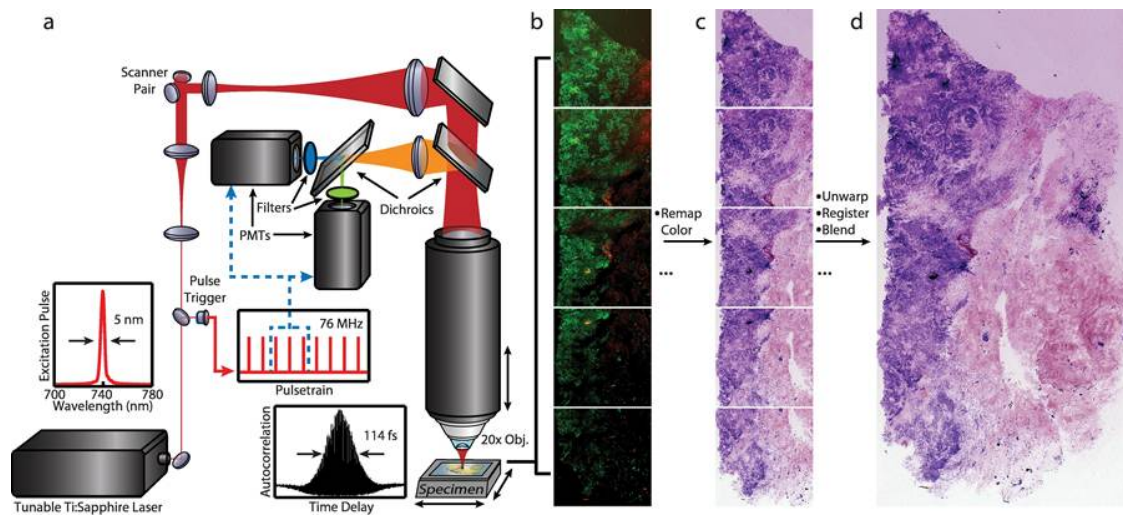 a
b
c
d
Scanner
Pair
Filters
PMTs
Dichroics
Pulse
Trigger
Excitation Pulse
5 nm
700
740
780
Wavelength (nm)
76 MHz
Pulsetrain
Autocorrelation
114 fs
Time Delay
20x Obj.
Specimen
Tunable Ti:Sapphire Laser
•Remap
Color
...
•Unwarp
•Register
•Blend
...